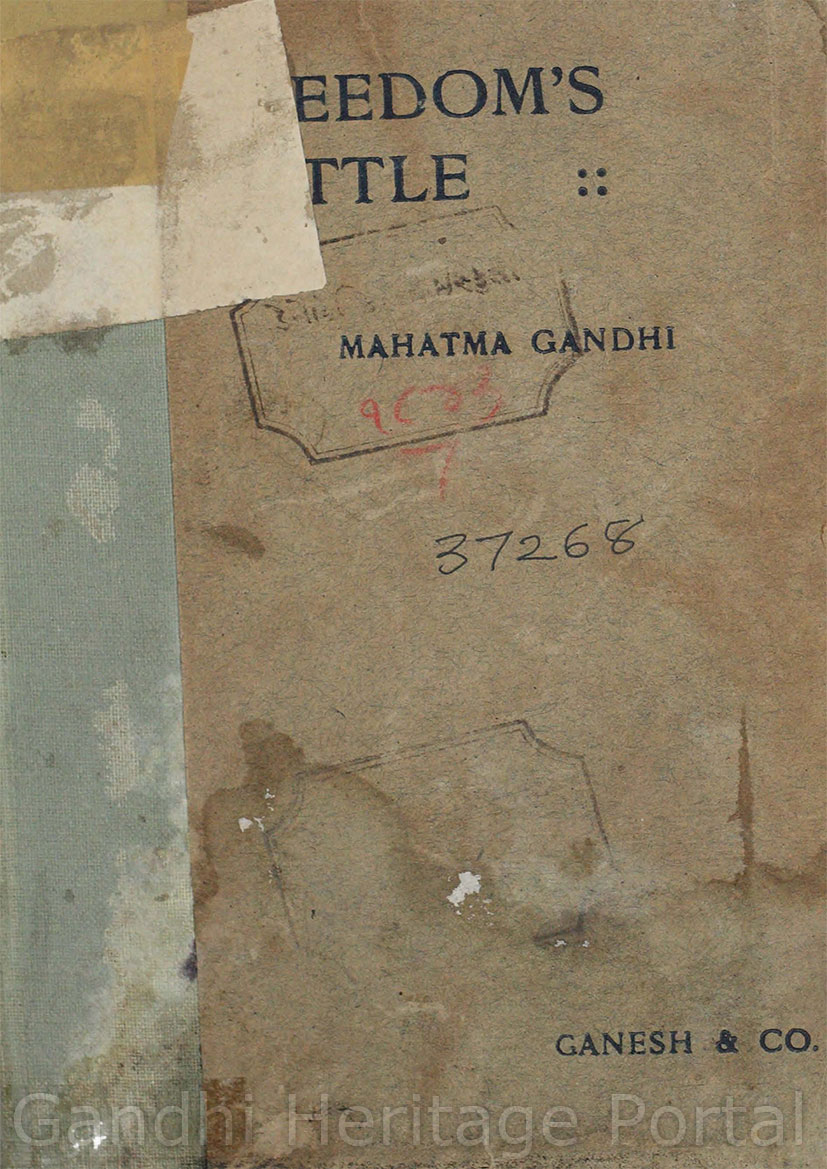 EEDOM'S
TTLE ::
MAHATMA GANDHI
37268
GANESH & CO.
Gandhi Heritage Portal